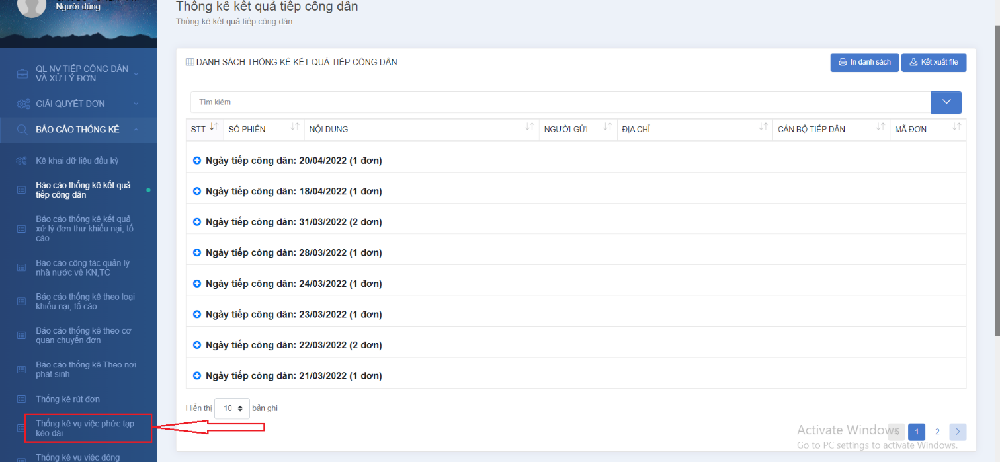 Người dùng
QL NV TIẾP CÔNG DÂN
VÀ XỬ LÝ ĐƠN
GIẢI QUYẾT ĐƠN
BÁO CÁO THỐNG KÊ
Kê khai dữ liệu đầu kỳ
Báo cáo thống kê kết quả
tiếp công dân
Báo cáo thống kê kết quả
xử lý đơn thư khiếu nại, tố
cáo
Báo cáo công tác quản lý
nhà nước về KN,TC
Báo cáo thống kê theo loại
khiếu nại, tố cáo
Báo cáo thống kê theo cơ
quan chuyển đơn
Báo cáo thống kê Theo nơi
phát sinh
Thống kê rút đơn
Thống kê vụ việc phức tạp
kéo dài
Thống kê vụ việc đông
Thống kê kết quả tiếp công dân
Thống kê kết quả tiếp công dân
DANH SÁCH THỐNG KÊ KẾT QUẢ TIẾP CÔNG DÂN
In danh sách
Kết xuất file
Tìm kiếm
STT SỐ PHIÊN NỘI DUNG NGƯỜI GỬI ĐỊA CHỈ CÁN BỘ TIẾP DÂN MÃ ĐƠN
Ngày tiếp công dân: 20/04/2022 (1 đơn)
Ngày tiếp công dân: 18/04/2022 (1 đơn)
Ngày tiếp công dân: 31/03/2022 (2 đơn)
Ngày tiếp công dân: 28/03/2022 (1 đơn)
Ngày tiếp công dân: 24/03/2022 (1 đơn)
Ngày tiếp công dân: 23/03/2022 (1 đơn)
Ngày tiếp công dân: 22/03/2022 (2 đơn)
Ngày tiếp công dân: 21/03/2022 (1 đơn)
Hiển thị 10 bản ghi
1 2
Activate Windows
Go to PC settings to activate Windows.